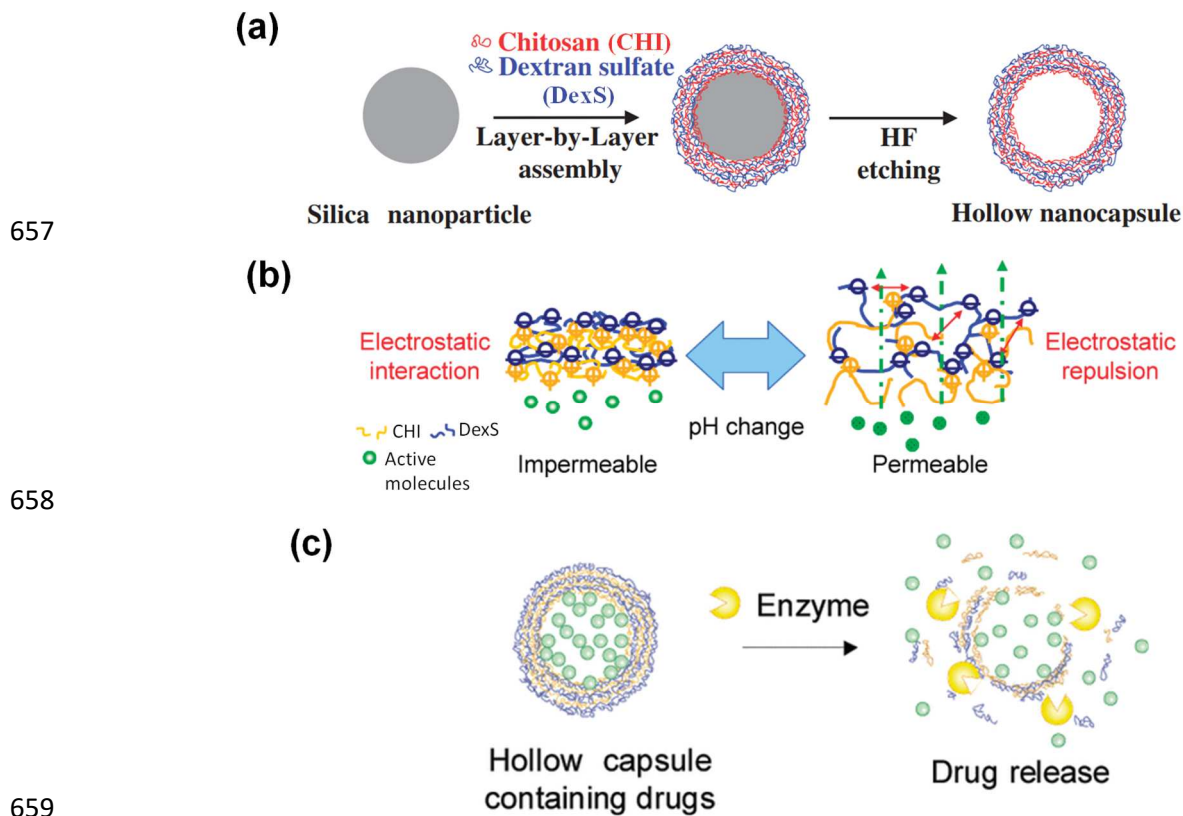 (a)
Chitosan (CHI)
Dextran sulfate
(DexS)
Layer-by-Layer
assembly
HF
etching
Silica nanoparticle
Hollow nanocapsule
657
(b)
Electrostatic
interaction
Electrostatic
repulsion
pH change
CHI DexS
Active
molecules
Impermeable
Permeable
658
(c)
Enzyme
Hollow capsule
containing drugs
Drug release
659